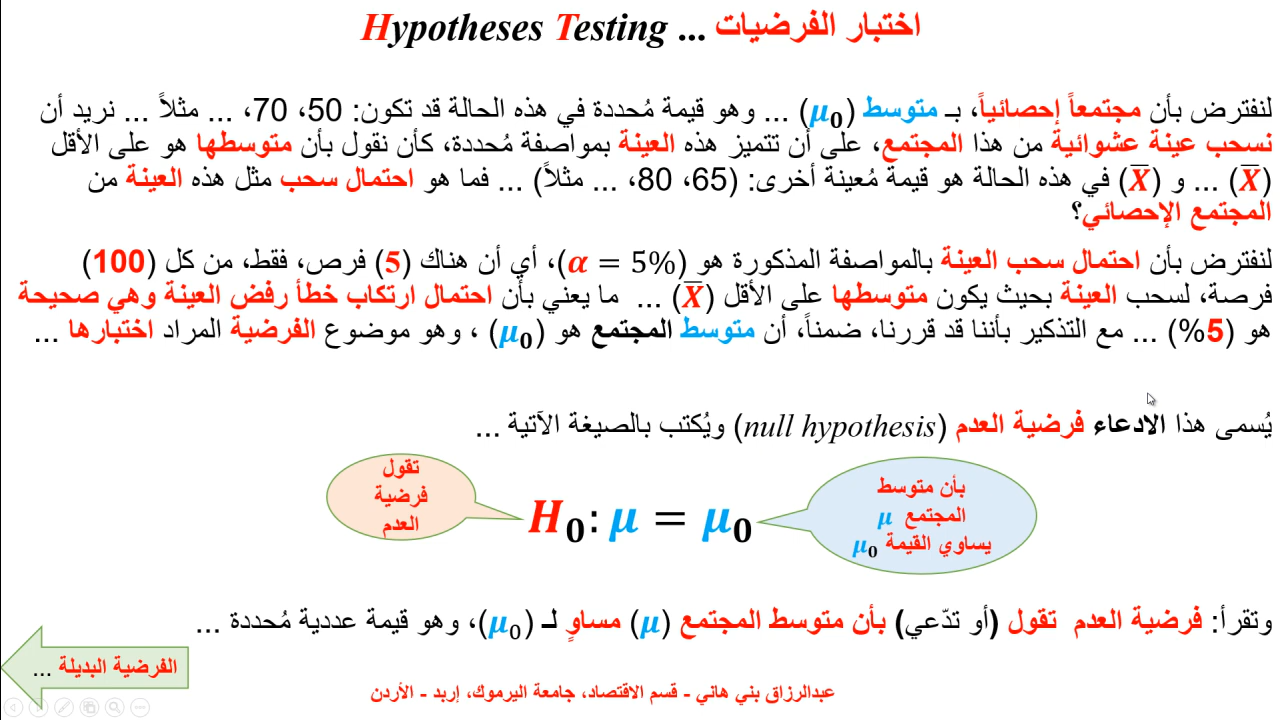 اختبار الفرضيات ... Hypotheses Testing
لنفترض بأن مجتمعاً إحصائياً، بـ متوسط (μ0) ... وهو قيمة مُحددة في هذه الحالة قد تكون: 50، 70، ... مثلاً ... نريد أن
نسحب عينة عشوائية من هذا المجتمع، على أن تتميز هذه العينة بمواصفة مُحددة، كأن نقول بأن متوسطها هو على الأقل
(X̅) ... و (X̅) في هذه الحالة هو قيمة مُعينة أخرى: (65، 80، ... مثلاً) ... فما هو احتمال سحب مثل هذه العينة من
المجتمع الإحصائي؟
لنفترض بأن احتمال سحب العينة بالمواصفة المذكورة هو (α = 5%)، أي أن هناك (5) فرص، فقط، من كل (100)
فرصة، لسحب العينة بحيث يكون متوسطها على الأقل (X̅) ... ما يعني بأن احتمال ارتكاب خطأ رفض العينة وهي صحيحة
هو (5%) ... مع التذكير بأننا قد قررنا، ضمناً، أن متوسط المجتمع هو (μ0) ، وهو موضوع الفرضية المراد اختبارها ...
يُسمى هذا الادعاء فرضية العدم (null hypothesis) ويُكتب بالصيغة الآتية ...
تقول
فرضية
العدم
H0: μ = μ0
بأن متوسط
المجتمع μ
يساوي القيمة μ0
وتقرأ: فرضية العدم تقول (أو تدّعي) بأن متوسط المجتمع (μ) مساوٍ لـ (μ0)، وهو قيمة عددية مُحددة ...
الفرضية البديلة ...
عبدالرزاق بني هاني - قسم الاقتصاد، جامعة اليرموك، إربد - الأردن